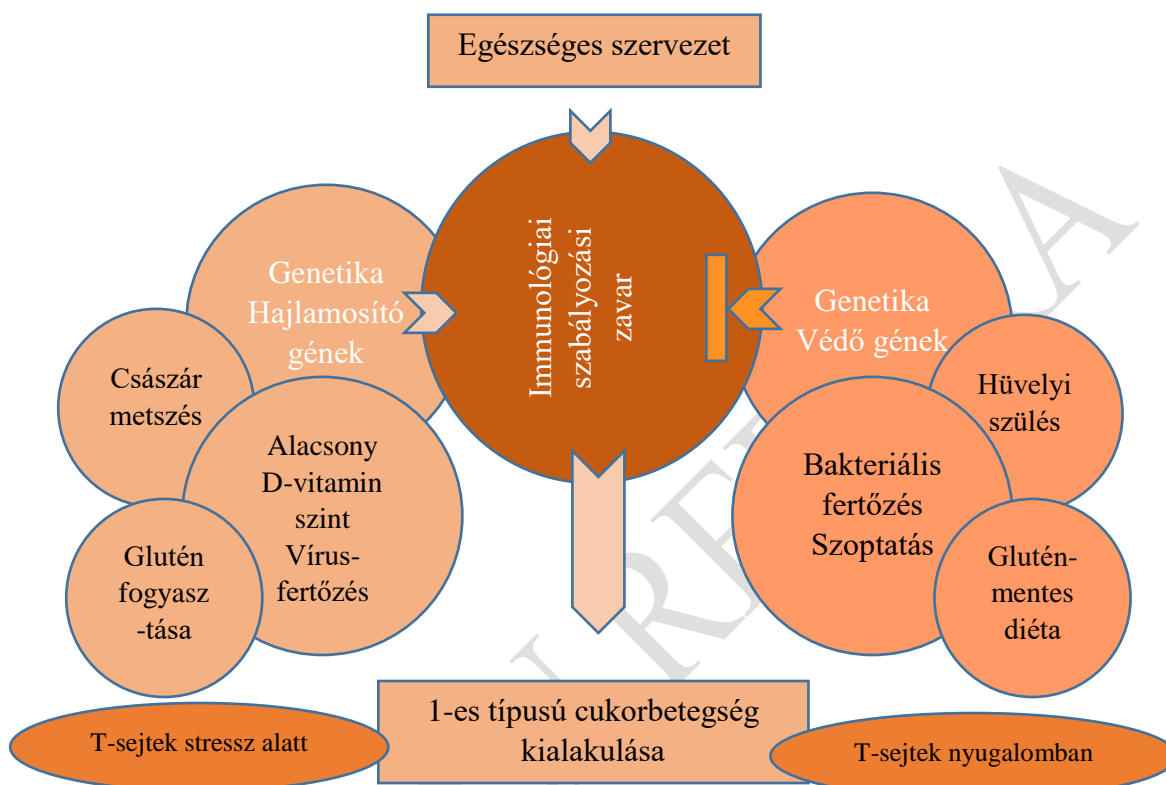 Egészséges szervezet
Immunológiai
szabályozási
zavar
Genetika
Hajlamosító
gének
Császár
metszés
Alacsony
D-vitamin
szint
Vírus-
fertőzés
Glutén
fogyasz
-tása
Genetika
Védő gének
Hüvelyi
szülés
Bakteriális
fertőzés
Szoptatás
Glutén-
mentes
diéta
T-sejtek stressz alatt
1-es típusú cukorbetegség
kialakulása
T-sejtek nyugalomban